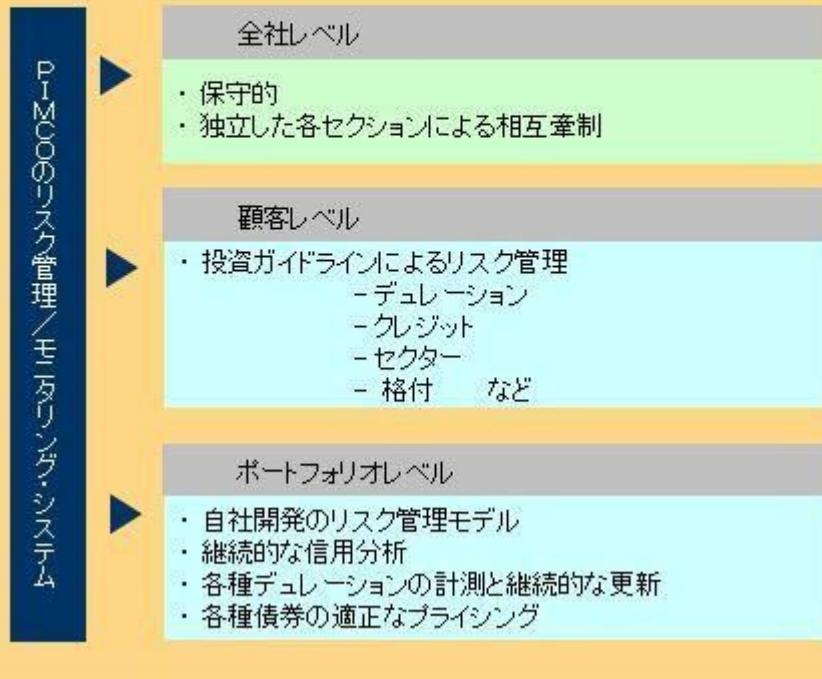 PIMCOのリスク管理／モニタリング・システム
全社レベル
・保守的
・独立した各セクションによる相互牽制
顧客レベル
・投資ガイドラインによるリスク管理
－デュレーション
－クレジット
－セクター
－ 格付　　など
ポートフォリオレベル
・自社開発のリスク管理モデル
・継続的な信用分析
・各種デュレーションの計測と継続的な更新
・各種債券の適正なプライシング